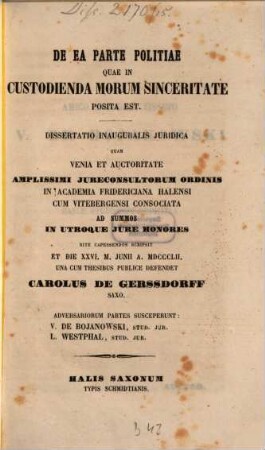 Diss. 2170/15.
DE EA PARTE POLITIAE
QUAE IN
CUSTODIENDA MORUM SINCERITATE
POSITA EST.
DISSERTATIO INAUGURALIS JURIDICA
QUAM
VENIA ET AUCTORITATE
AMPLISSIMI JURECONSULTORUM ORDINIS
IN ACADEMIA FRIDERICIANA HALENSI
CUM VITEBERGENSI CONSOCIATA
AD SUMMOS
IN UTROQUE JURE HONORES
RITE CAPESSENDOS SCRIPSIT
ET DIE XXVI. M. JUNII A. MDCCCLII.
UNA CUM THESIBUS PUBLICE DEFENDET
CAROLUS DE GERSSDORFF
SAXO.
ADVERSARIORUM PARTES SUSCEPERUNT:
V. DE BOJANOWSKI, STUD. JUR.
L. WESTPHAL, STUD. JUR.
HALIS SAXONUM
TYPIS SCHMIDTIANIS.